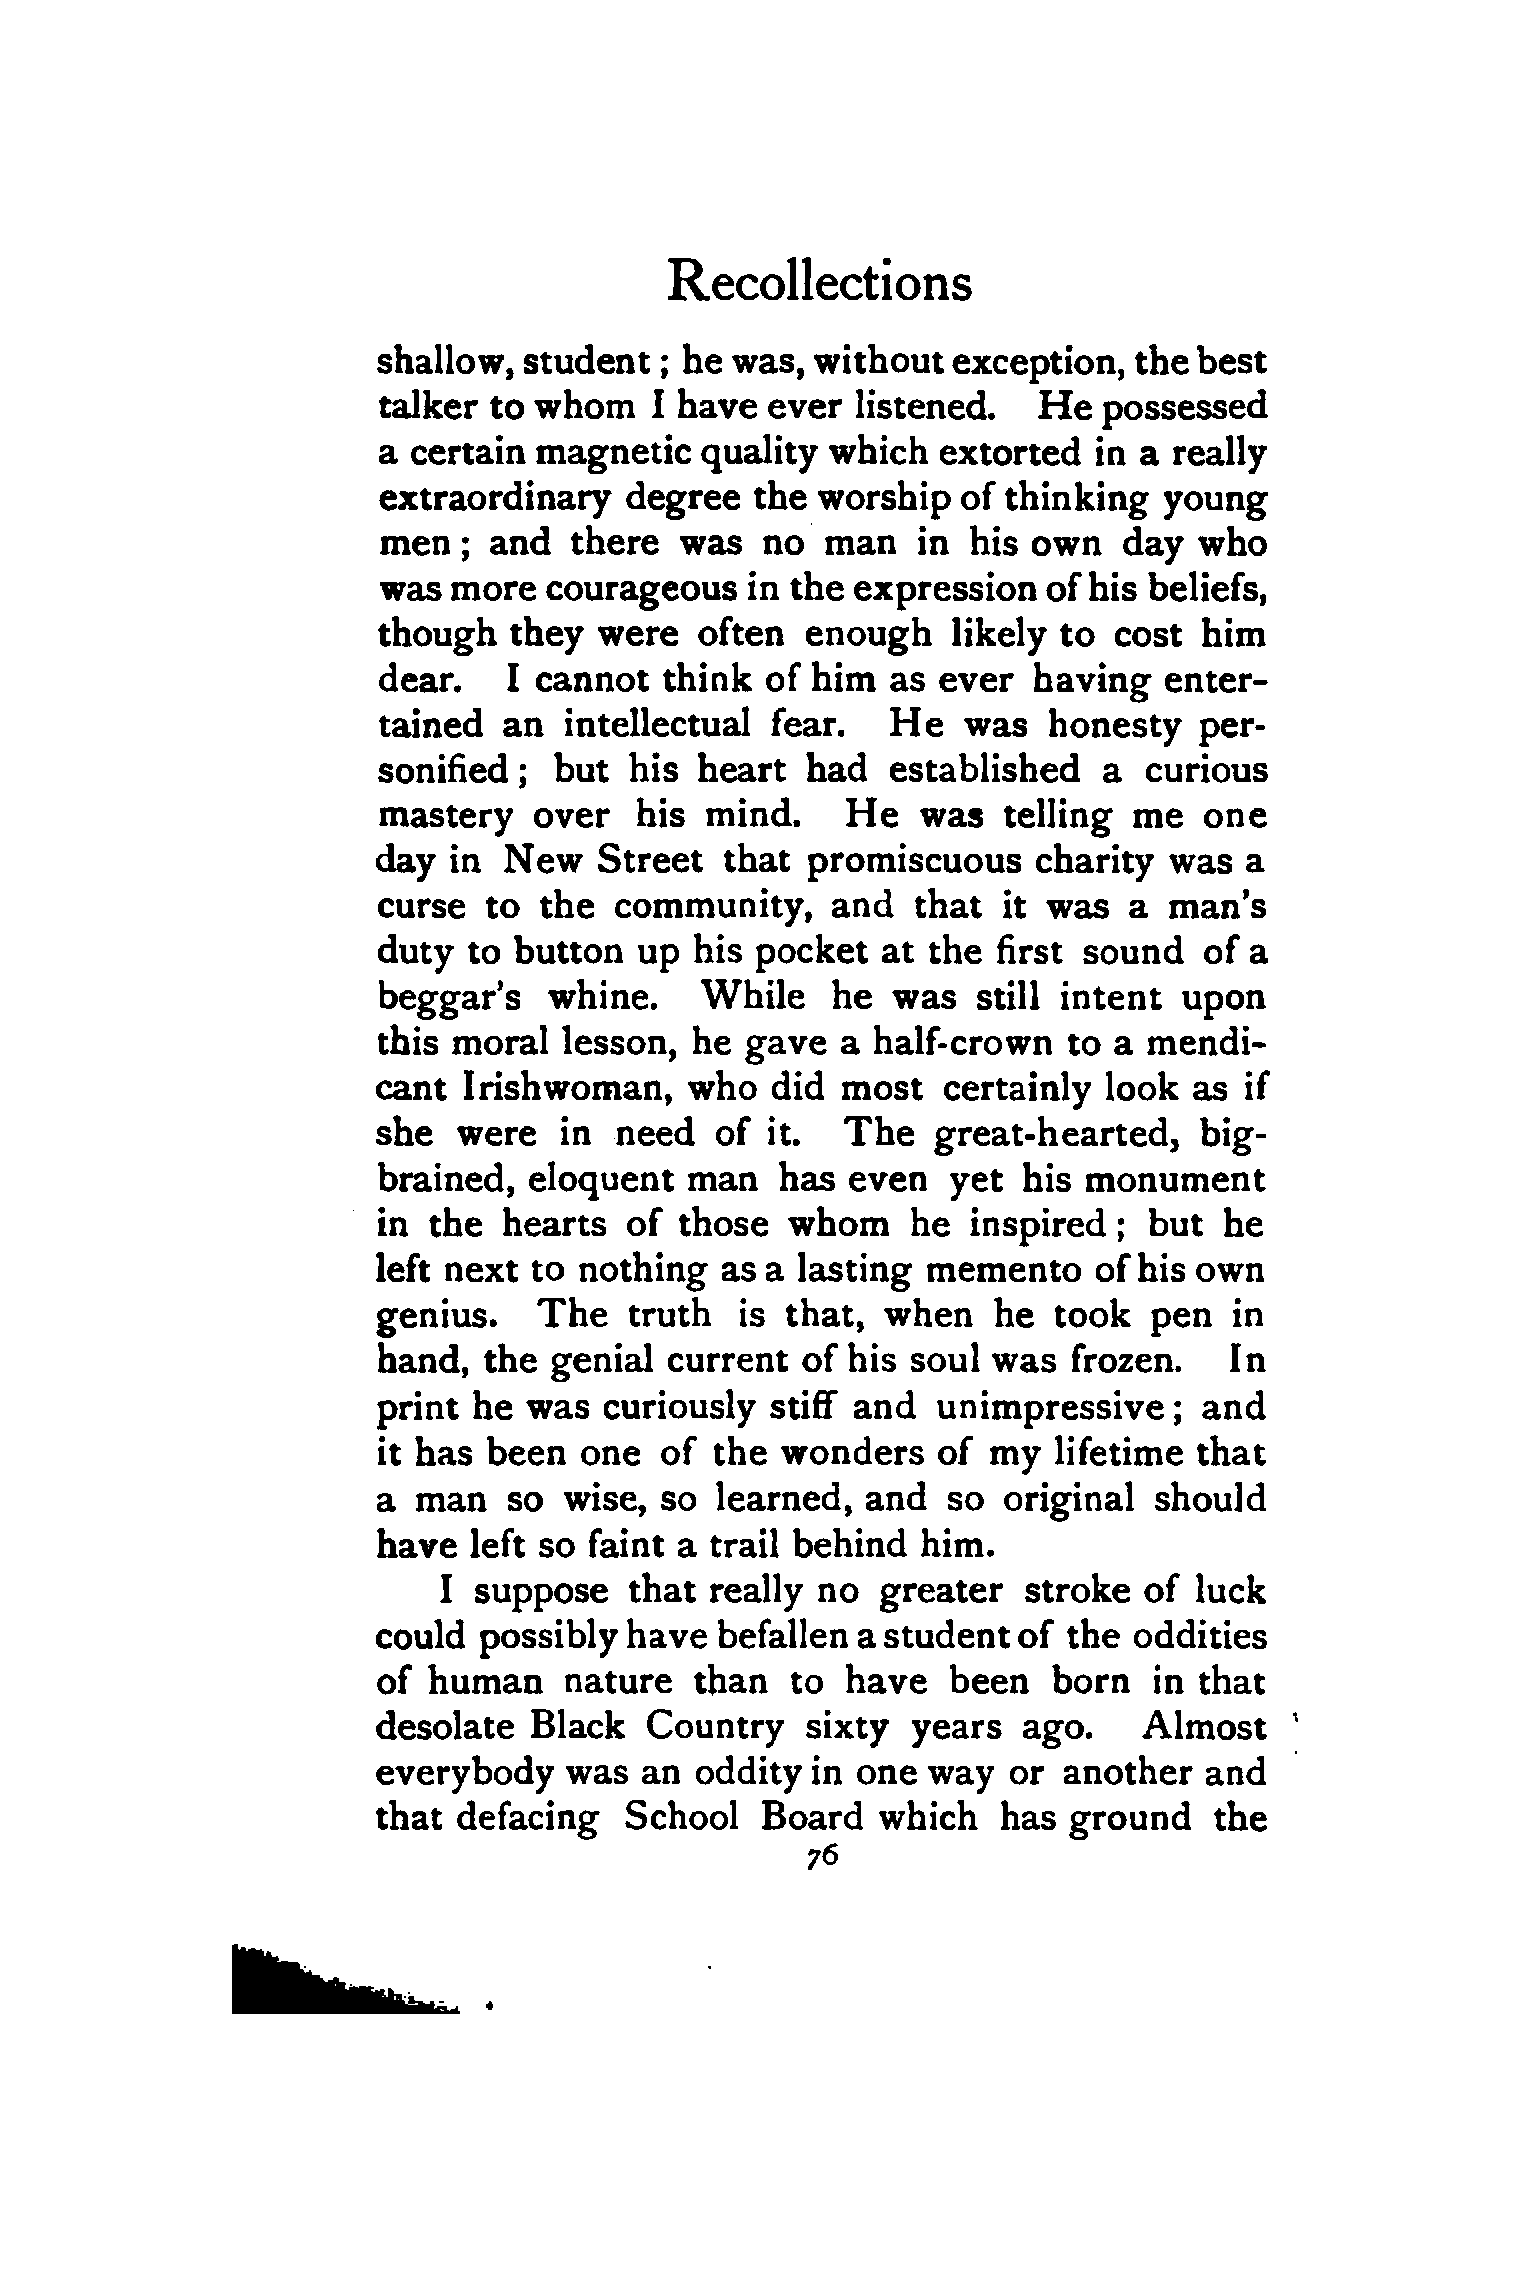 Recollections
shallow, student ; he was, without exception, the best
talker to whom I have ever listened. He possessed
a certain magnetic quality which extorted in a really
extraordinary degree the worship of thinking young
men ; and there was no man in his own day who
was more courageous in the expression of his beliefs,
though they were often enough likely to cost him
dear. I cannot think of him as ever having enter-
tained an intellectual fear. He was honesty per-
sonified ; but his heart had established a curious
mastery over his mind. He was telling me one
day in New Street that promiscuous charity was a
curse to the community, and that it was a man's
duty to button up his pocket at the first sound of a
beggar's whine. While he was still intent upon
this moral lesson, he gave a half-crown to a mendi-
cant Irishwoman, who did most certainly look as if
she were in need of it. The great-hearted, big-
brained, eloquent man has even yet his monument
in the hearts of those whom he inspired ; but he
left next to nothing as a lasting memento of his own
genius. The truth is that, when he took pen in
hand, the genial current of his soul was frozen. In
print he was curiously stiff and unimpressive ; and
it has been one of the wonders of my lifetime that
a man so wise, so learned, and so original should
have left so faint a trail behind him.
I suppose that really no greater stroke of luck
could possibly have befallen a student of the oddities
of human nature than to have been born in that
desolate Black Country sixty years ago. Almost
everybody was an oddity in one way or another and
that defacing School Board which has ground the
76